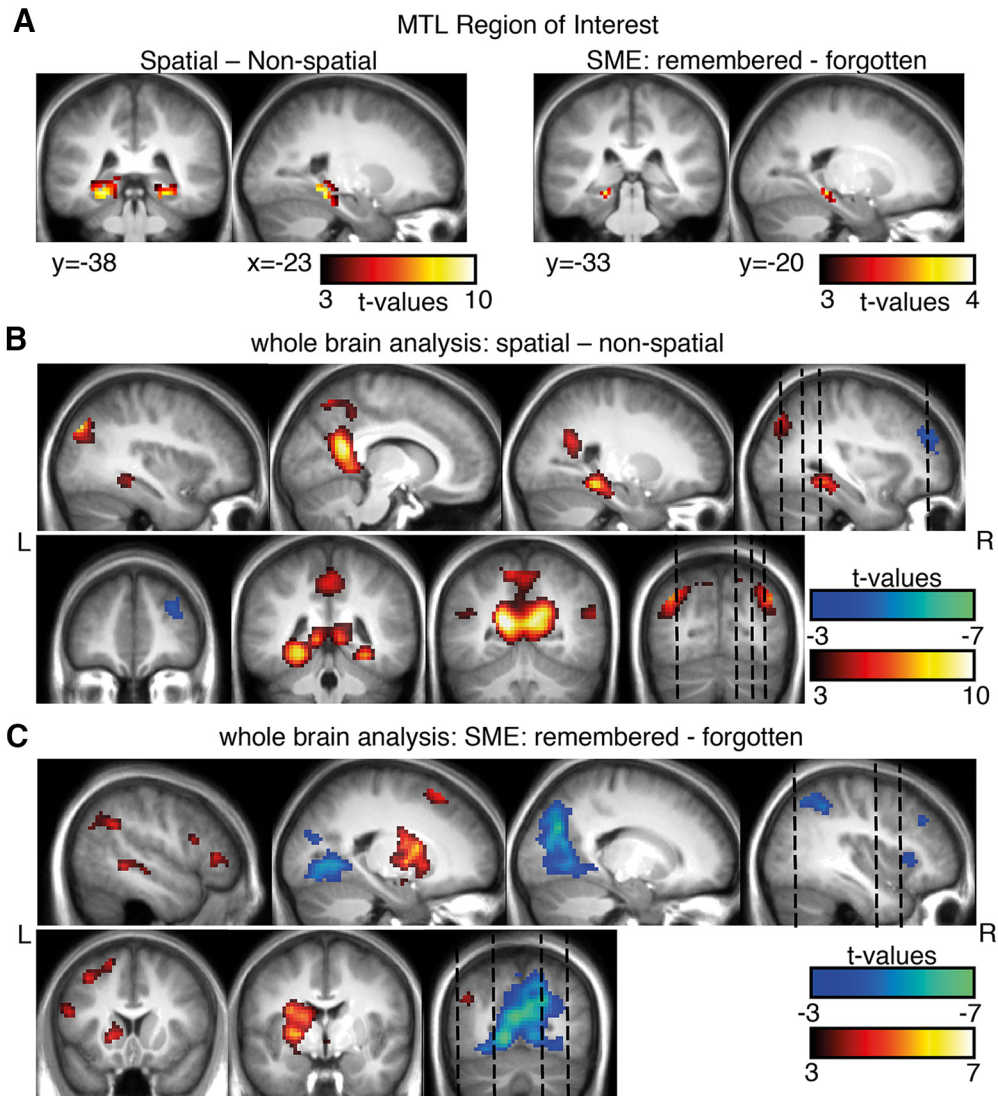 A
MTL Region of Interest
Spatial – Non-spatial
SME: remembered - forgotten
y=-38
x=-23
3 t-values 10
y=-33
y=-20
3 t-values 4
B
whole brain analysis: spatial – non-spatial
L
R
t-values
-3 -7
3 10
C
whole brain analysis: SME: remembered - forgotten
L
R
t-values
-3 -7
3 7